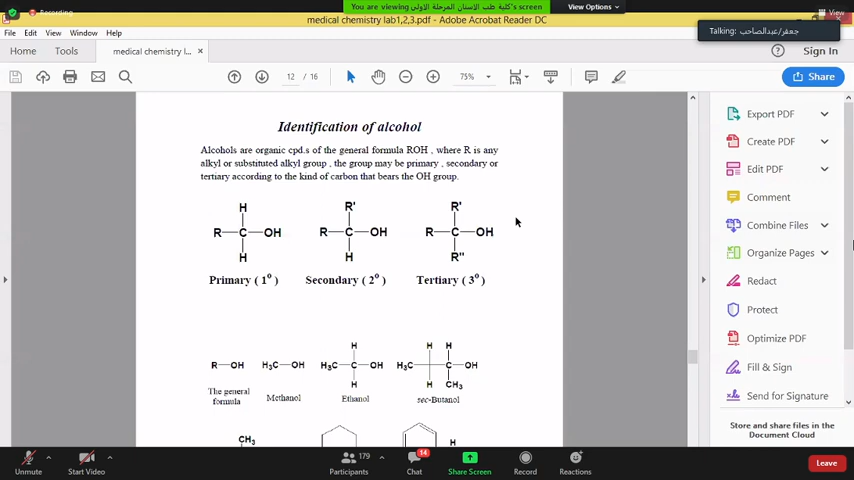 Recording
You are viewing كلية طب الاسنان المرحلة الاولى's screen
View Options
View
medical chemistry lab1,2,3.pdf - Adobe Acrobat Reader DC
Talking: جعفر/عبدالصاحب
File Edit View Window Help
Home Tools medical chemistry l... × Sign In
12 / 16 75% Share
Identification of alcohol
Alcohols are organic cpd.s of the general formula ROH , where R is any
alkyl or substituted alkyl group , the group may be primary , secondary or
tertiary according to the kind of carbon that bears the OH group.
H R' R'
R—C—OH R—C—OH R—C—OH
H H R"
Primary ( 1o ) Secondary ( 2o ) Tertiary ( 3o )
H H H
R—OH H3C—OH H3C—C—OH H3C—C—OH
H H CH3
The general
formula
Methanol Ethanol sec-Butanol
CH3 H
Export PDF
Create PDF
Edit PDF
Comment
Combine Files
Organize Pages
Redact
Protect
Optimize PDF
Fill & Sign
Send for Signature
Store and share files in the
Document Cloud
Unmute Start Video 179 Participants 14 Chat Share Screen Record Reactions Leave